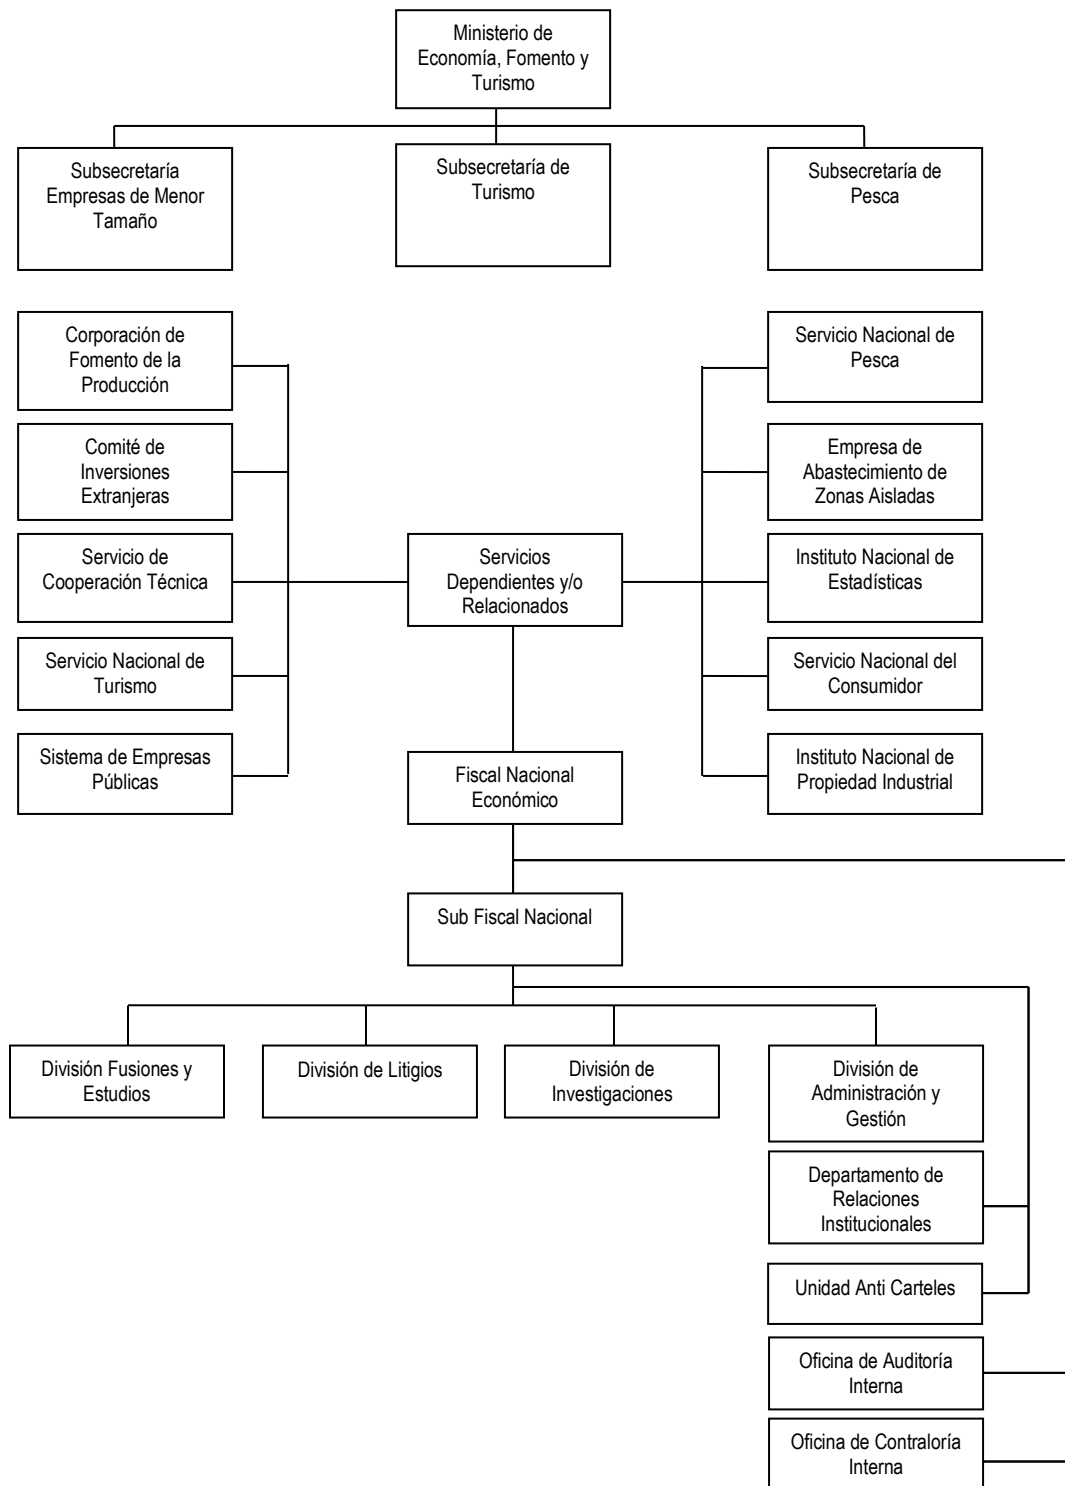 Ministerio de
Economía, Fomento y
Turismo
Subsecretaría
Empresas de Menor
Tamaño
Subsecretaría de
Turismo
Subsecretaría de
Pesca
Corporación de
Fomento de la
Producción
Servicio Nacional de
Pesca
Comité de
Inversiones
Extranjeras
Empresa de
Abastecimiento de
Zonas Aisladas
Servicio de
Cooperación Técnica
Servicios
Dependientes y/o
Relacionados
Instituto Nacional de
Estadísticas
Servicio Nacional de
Turismo
Servicio Nacional del
Consumidor
Sistema de Empresas
Públicas
Fiscal Nacional
Económico
Instituto Nacional de
Propiedad Industrial
Sub Fiscal Nacional
División Fusiones y
Estudios
División de Litigios
División de
Investigaciones
División de
Administración y
Gestión
Departamento de
Relaciones
Institucionales
Unidad Anti Carteles
Oficina de Auditoría
Interna
Oficina de Contraloría
Interna